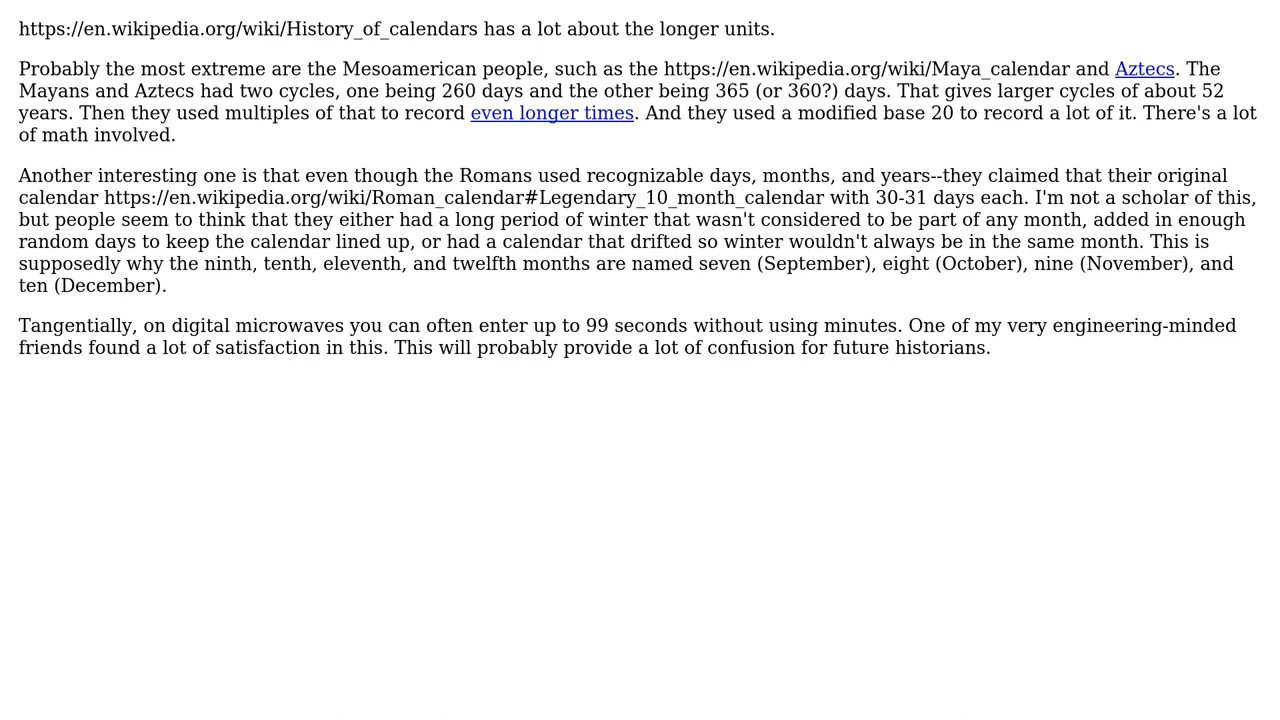 https://en.wikipedia.org/wiki/History_of_calendars has a lot about the longer units.
Probably the most extreme are the Mesoamerican people, such as the https://en.wikipedia.org/wiki/Maya_calendar and Aztecs. The
Mayans and Aztecs had two cycles, one being 260 days and the other being 365 (or 360?) days. That gives larger cycles of about 52
years. Then they used multiples of that to record even longer times. And they used a modified base 20 to record a lot of it. There's a lot
of math involved.
Another interesting one is that even though the Romans used recognizable days, months, and years--they claimed that their original
calendar https://en.wikipedia.org/wiki/Roman_calendar#Legendary_10_month_calendar with 30-31 days each. I'm not a scholar of this,
but people seem to think that they either had a long period of winter that wasn't considered to be part of any month, added in enough
random days to keep the calendar lined up, or had a calendar that drifted so winter wouldn't always be in the same month. This is
supposedly why the ninth, tenth, eleventh, and twelfth months are named seven (September), eight (October), nine (November), and
ten (December).
Tangentially, on digital microwaves you can often enter up to 99 seconds without using minutes. One of my very engineering-minded
friends found a lot of satisfaction in this. This will probably provide a lot of confusion for future historians.